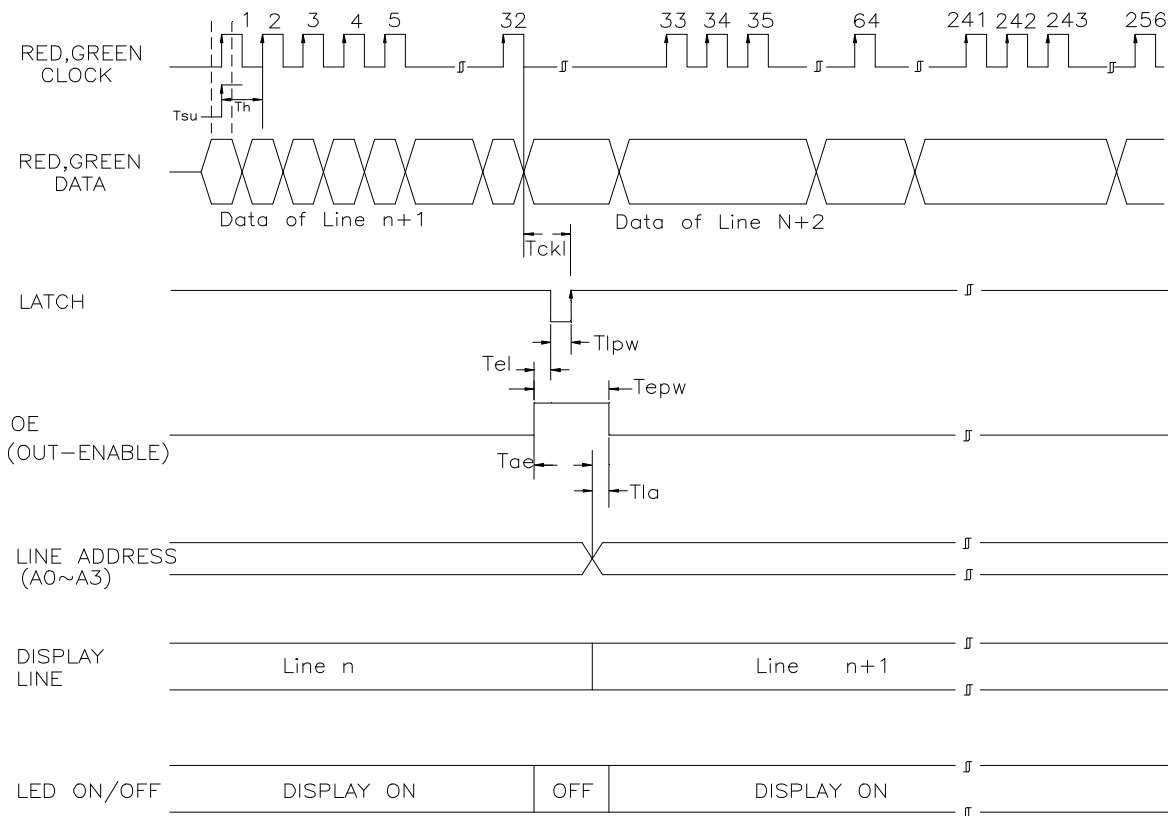 1 2 3 4 5 32 33 34 35 64 241 242 243 256
RED,GREEN
CLOCK
Tsu
Th
RED,GREEN
DATA
Data of Line n+1
Data of Line N+2
Tckl
LATCH
Tlpw
Tel
Tepw
OE
(OUT-ENABLE)
Tae
Tla
LINE ADDRESS
(A0~A3)
DISPLAY
LINE
Line n
Line n+1
LED ON/OFF
DISPLAY ON
OFF
DISPLAY ON